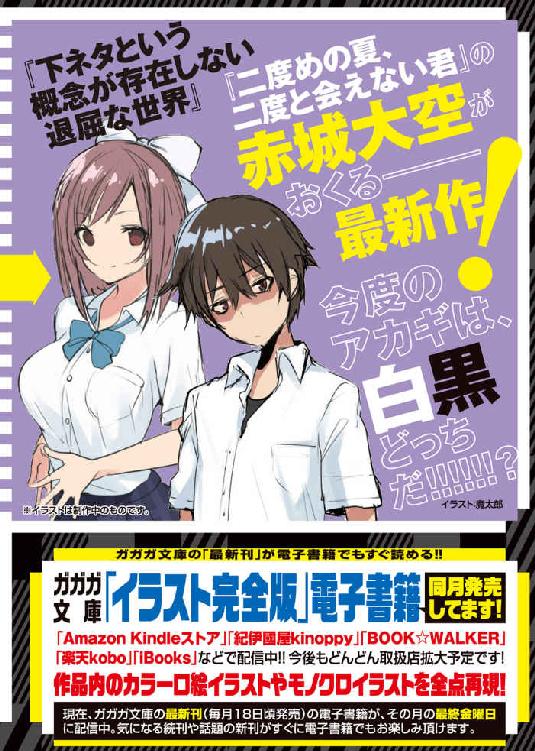 『下ネタという
概念が存在しない
退屈な世界』
『二度めの夏、
二度と会えない君』の
赤城大空が
おくる――
最新作!
今度の
アカギは、
白黒
どっち
だ!!!!!!!?
イラスト:魔太郎
※イラストは制作中のものです。
ガガガ文庫の「最新刊」が電子書籍でもすぐ読める!!
ガガガ
文庫
「イラスト完全版」電子書籍
同月発売
してます!
「Amazon Kindleストア」「紀伊國屋kinoppy」「BOOK☆WALKER」
「楽天kobo」「iBooks」などで配信中!! 今後もどんどん取扱店拡大予定です!
作品内のカラー口絵イラストやモノクロイラストを全点再現!
現在、ガガガ文庫の最新刊(毎月18日頃発売)の電子書籍が、その月の最終金曜日
に配信中。気になる続刊や話題の新刊がすぐに電子書籍でもお楽しみ頂けます。